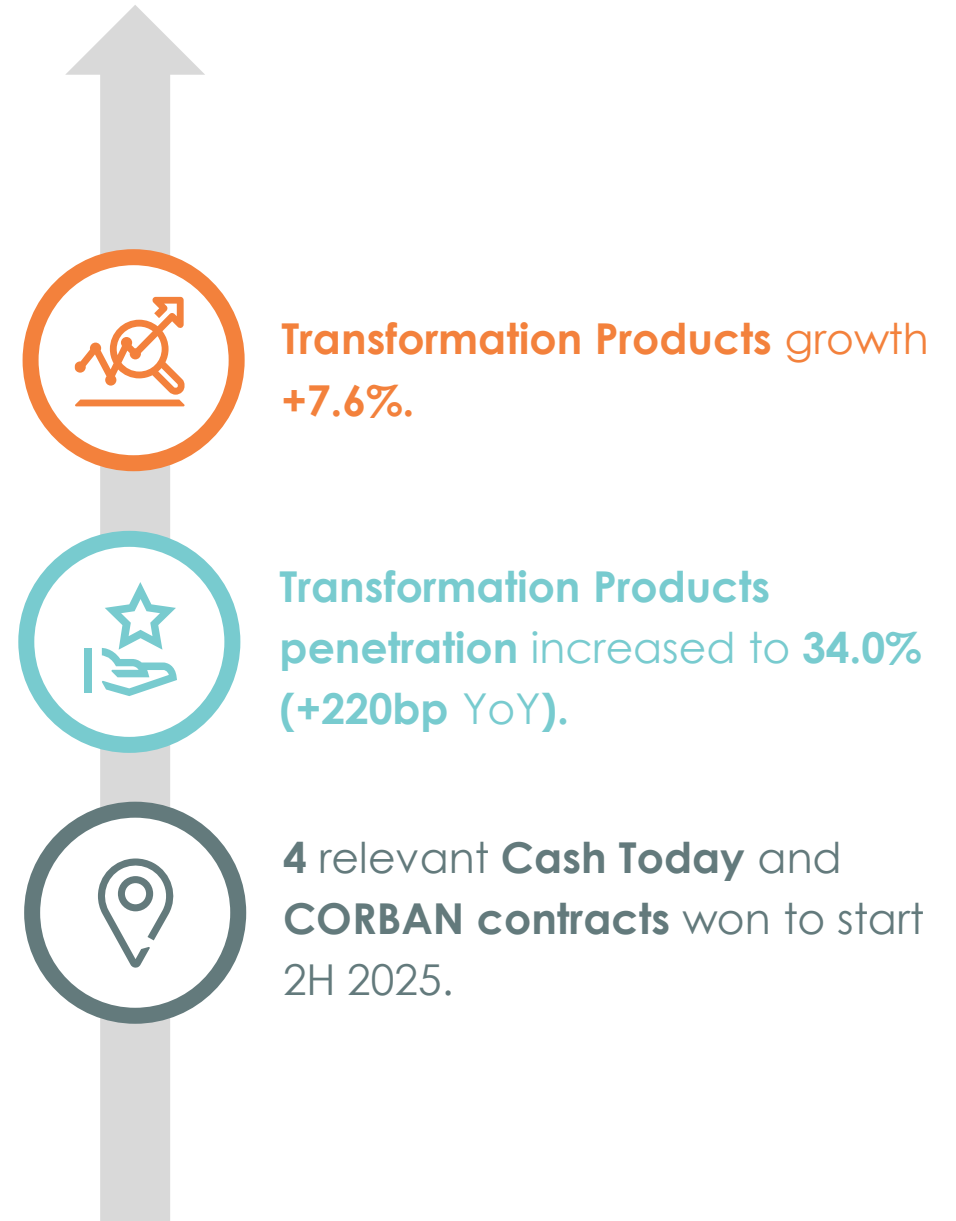 Transformation Products growth
+7.6%.
Transformation Products
penetration increased to 34.0%
(+220bp YoY).
4 relevant Cash Today and
CORBAN contracts won to start
2H 2025.